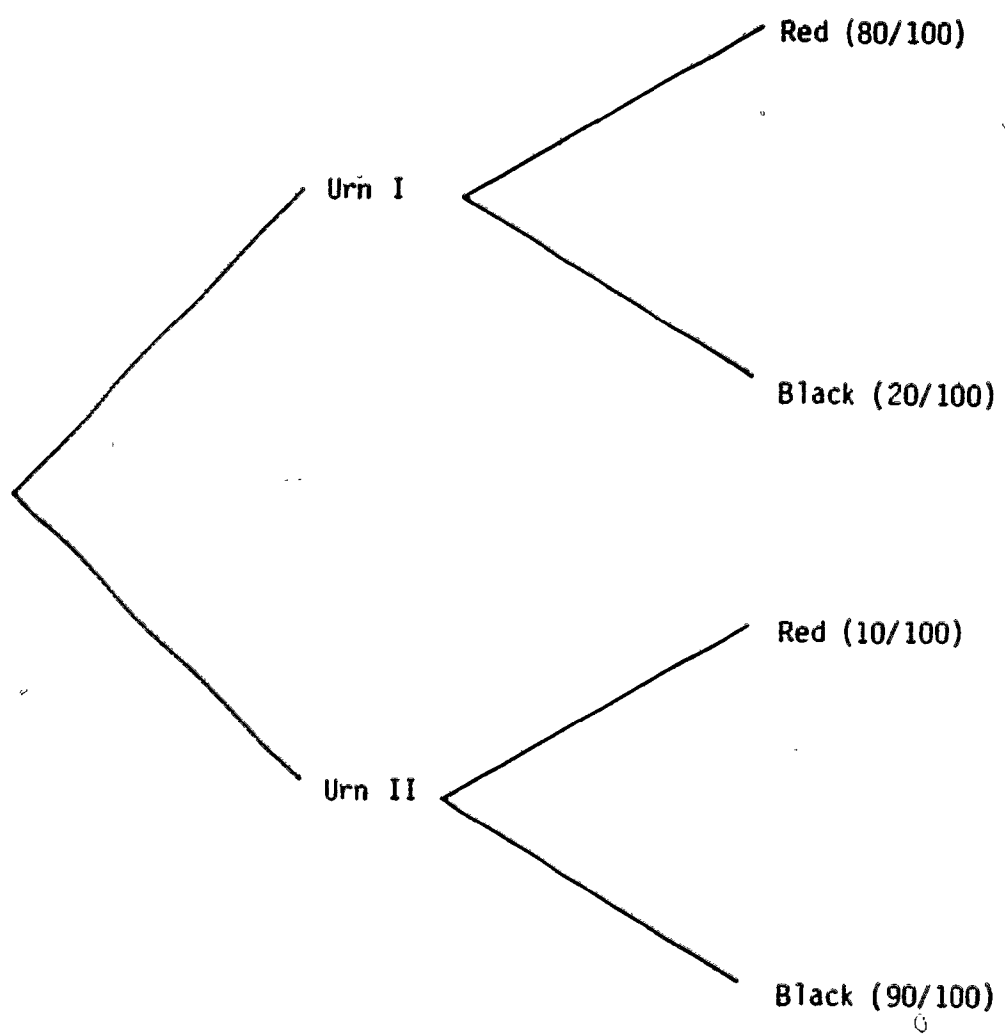 Red (80/100)
Urn I
Black (20/100)
Red (10/100)
Urn II
Black (90/100)